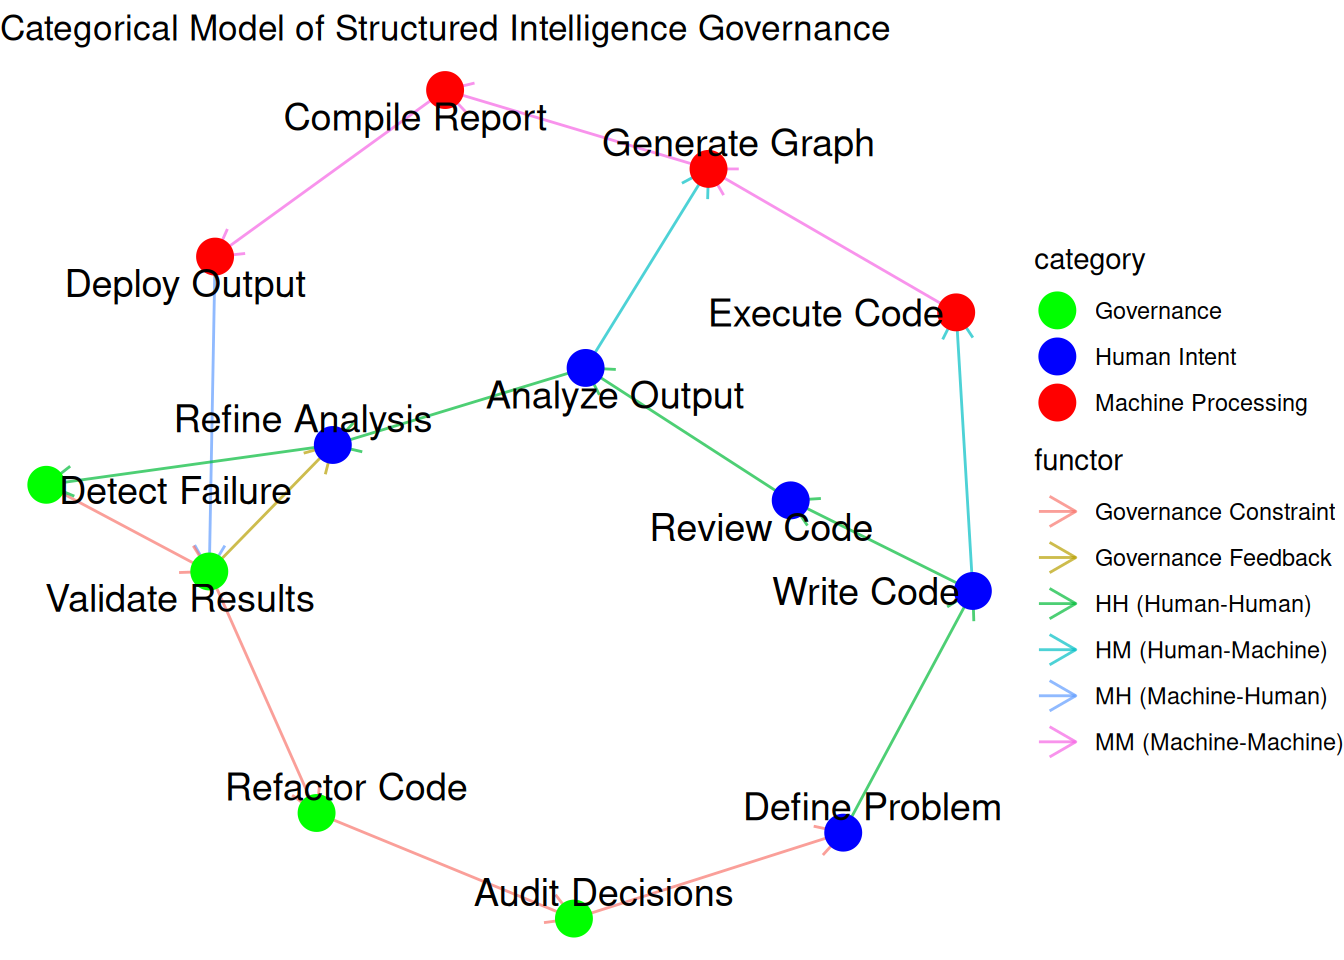 Categorical Model of Structured Intelligence Governance
Compile Report
Generate Graph
Deploy Output
Execute Code
Analyze Output
Refine Analysis
Detect Failure
Review Code
Validate Results
Write Code
Refactor Code
Define Problem
Audit Decisions
category
Governance
Human Intent
Machine Processing
functor
Governance Constraint
Governance Feedback
HH (Human-Human)
HM (Human-Machine)
MH (Machine-Human)
MM (Machine-Machine)